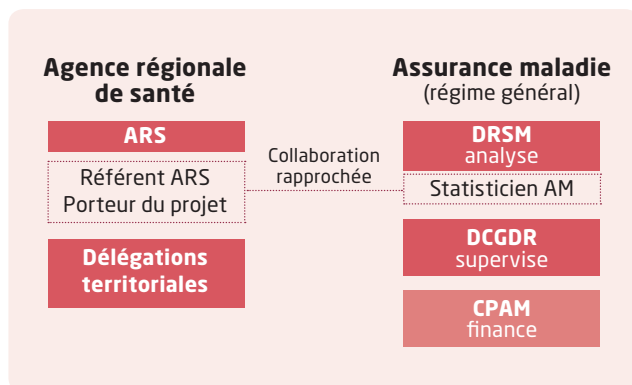 Agence régionale
de santé
ARS
Référent ARS
Porteur du projet
Délégations
territoriales
Collaboration
rapprochée
Assurance maladie
(régime général)
DRSM
analyse
Statisticien AM
DCGDR
supervise
CPAM
finance